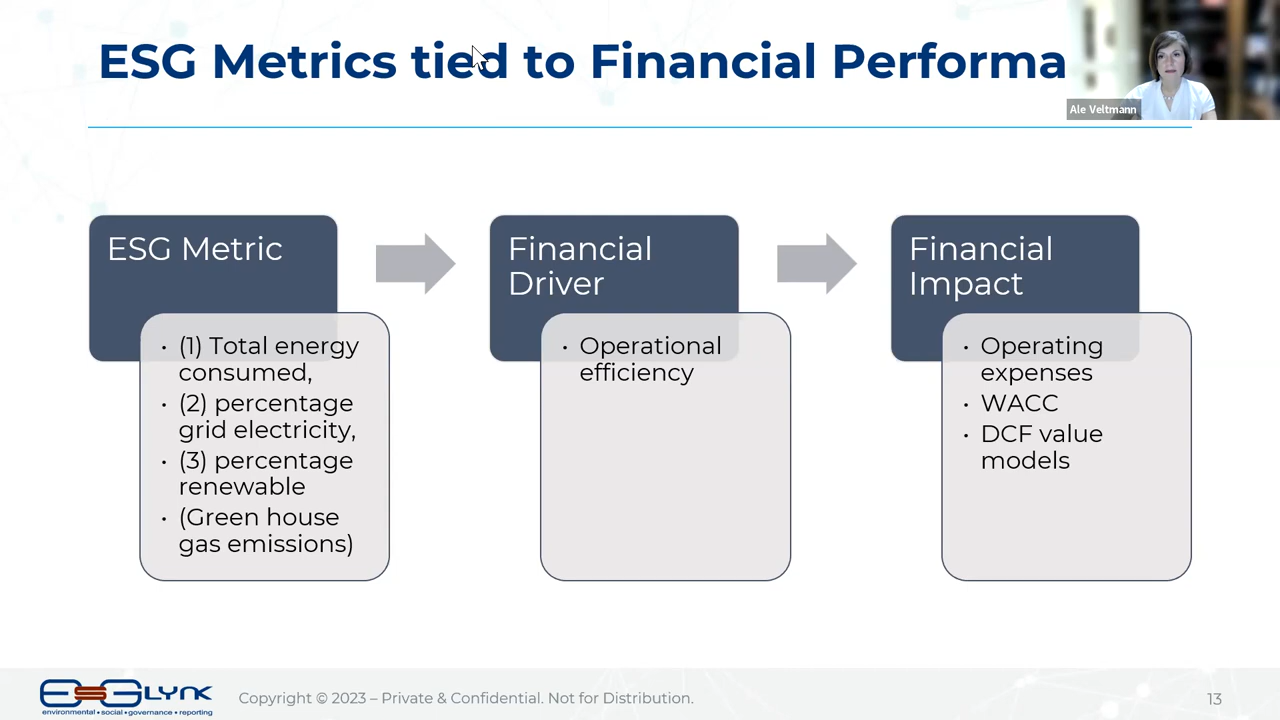 ESG Metrics tied to Financial Performa
Ale Veltmann
ESG Metric
• (1) Total energy
consumed,
• (2) percentage
grid electricity,
• (3) percentage
renewable
• (Green house
gas emissions)
Financial
Driver
• Operational
efficiency
Financial
Impact
• Operating
expenses
• WACC
• DCF value
models
ESGLYNK
environmental • social • governance • reporting
Copyright © 2023 – Private & Confidential. Not for Distribution.
13